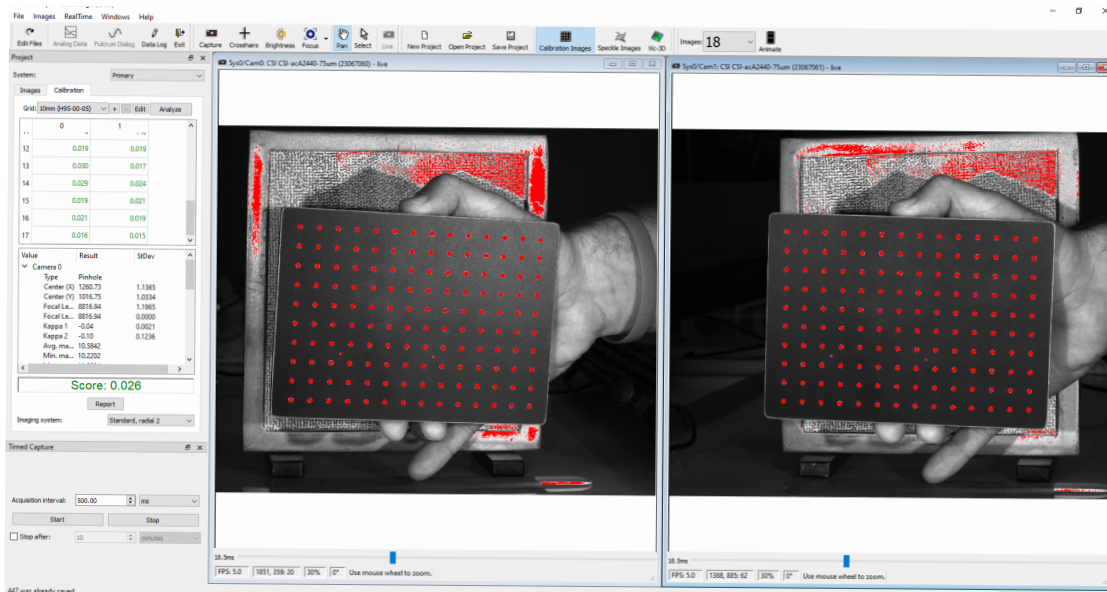 File Images RealTime Windows Help
Edit Files Analog Data Fulcrum Dialog Data Log Exit Capture Crosshairs Brightness Focus Pan Select Live New Project Open Project Save Project Calibration Images Speckle Images Vic-3D Images: 18 Animate
Project
System: Primary
Images Calibration
Grid: 10mm (H95-00-05) + Edit Analyze
0 1
12 0.019 0.019
13 0.030 0.017
14 0.029 0.024
15 0.019 0.021
16 0.021 0.019
17 0.016 0.015
Value Result StDev
Camera 0
Type Pinhole
Center (X) 1260.73 1.1365
Center (Y) 1016.75 1.0334
Focal Le... 8816.94 1.1965
Focal Le... 8816.94 0.0000
Kappa 1 -0.04 0.0021
Kappa 2 -0.10 0.1236
Avg. ma... 10.5842
Min. ma... 10.2202
Score: 0.026
Report
Imaging system: Standard, radial 2
Timed Capture
Acquisition interval: 500.00 ms
Start Stop
Stop after: 10 minutes
447 was already saved
Sys0/Cam0: CSI CSI-acA2440-75um (23067060) - live
18.5ms
FPS: 5.0 1851, 359: 20 30% 0° Use mouse wheel to zoom.
Sys0/Cam1: CSI CSI-acA2440-75um (23067061) - live
18.5ms
FPS: 5.0 1368, 885: 62 30% 0° Use mouse wheel to zoom.